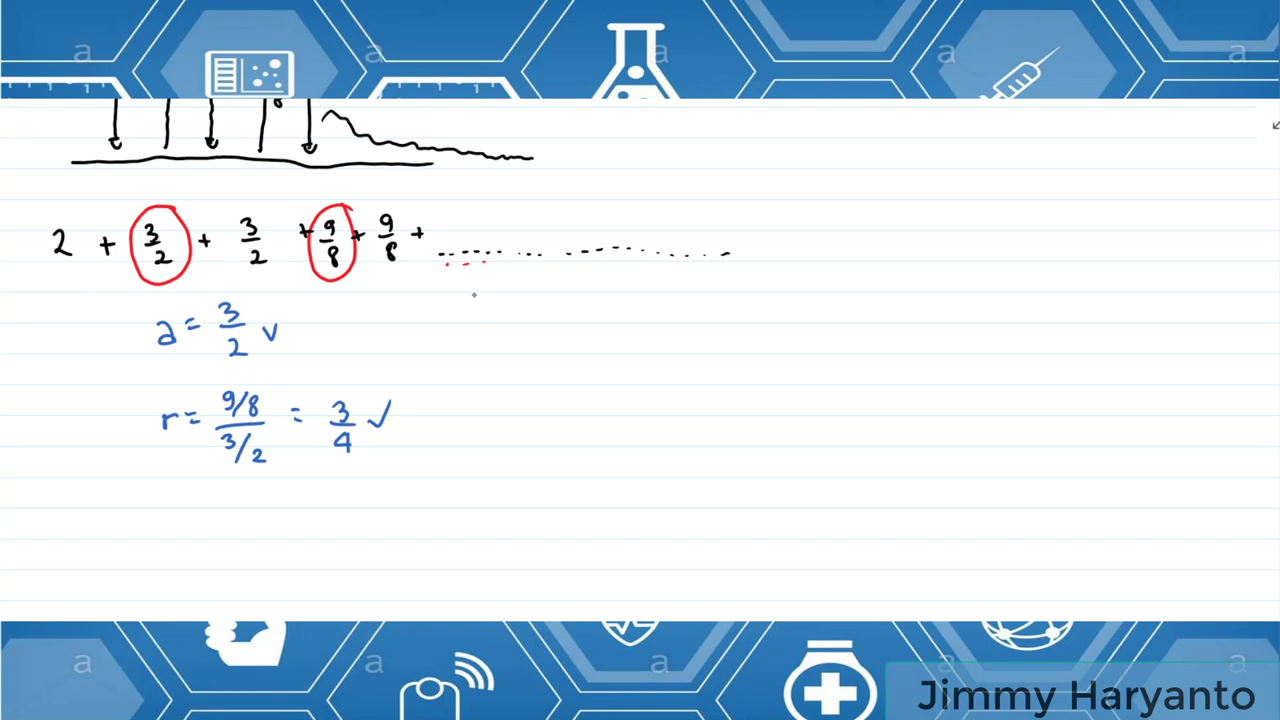 2 + 3/2 + 3/2 + 9/8 + 9/8 + ..............
a = 3/2 v
r = 9/8 / 3/2 = 3/4 ✓
a a a a
a a a
Jimmy Haryanto